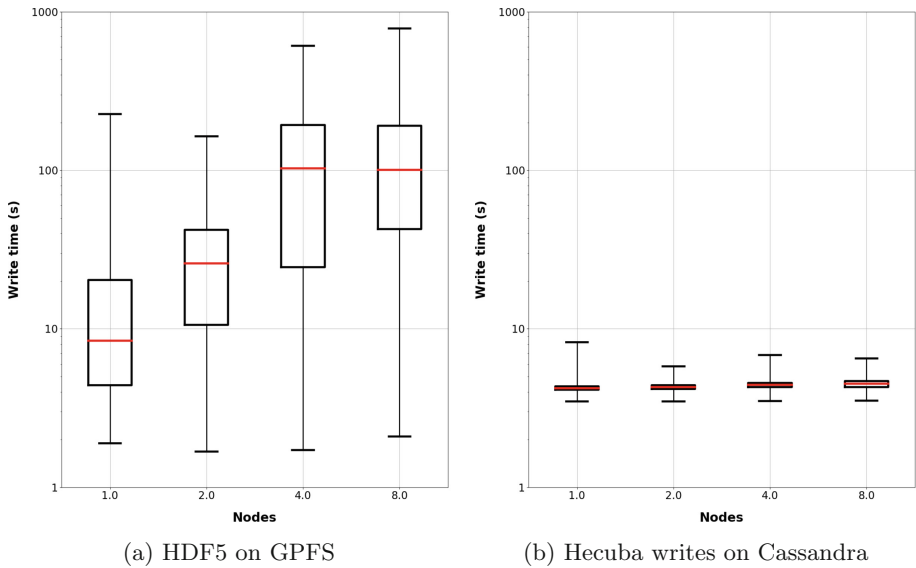 1000
100
10
1
Write time (s)
1.0 2.0 4.0 8.0
Nodes
(a) HDF5 on GPFS
1000
100
10
1
Write time (s)
1.0 2.0 4.0 8.0
Nodes
(b) Hecuba writes on Cassandra